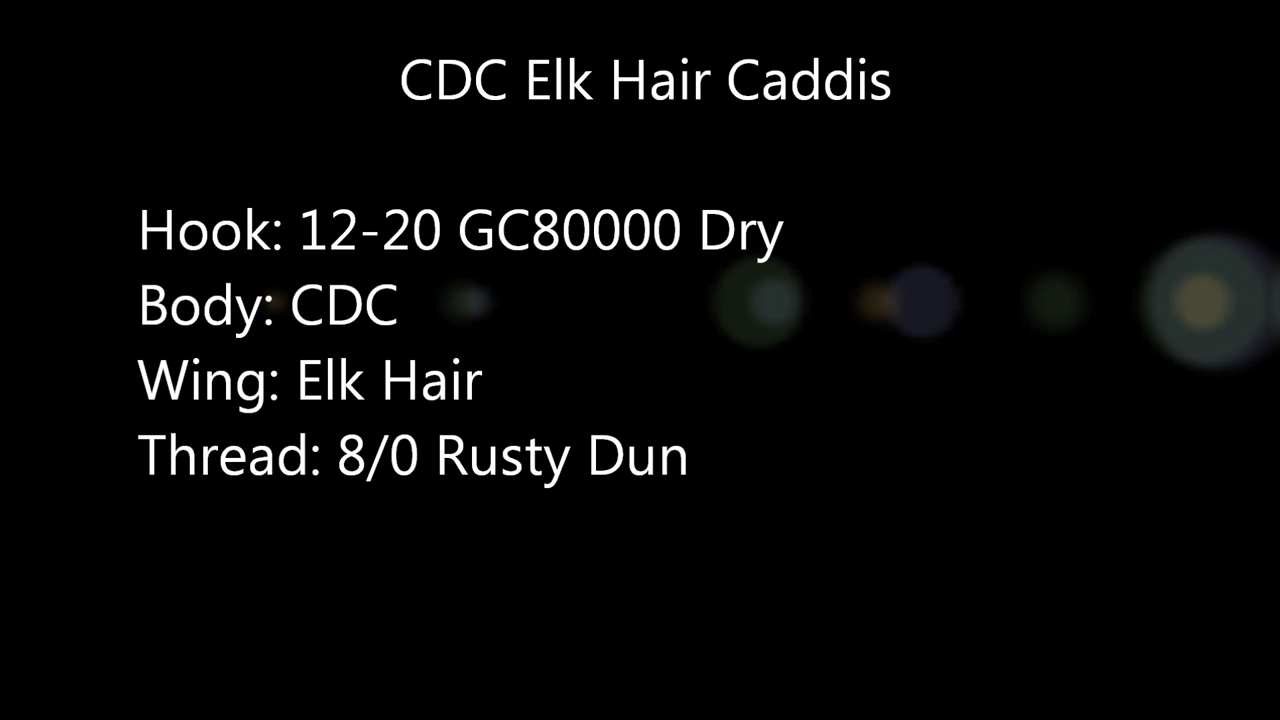 CDC Elk Hair Caddis
Hook: 12-20 GC80000 Dry
Body: CDC
Wing: Elk Hair
Thread: 8/0 Rusty Dun